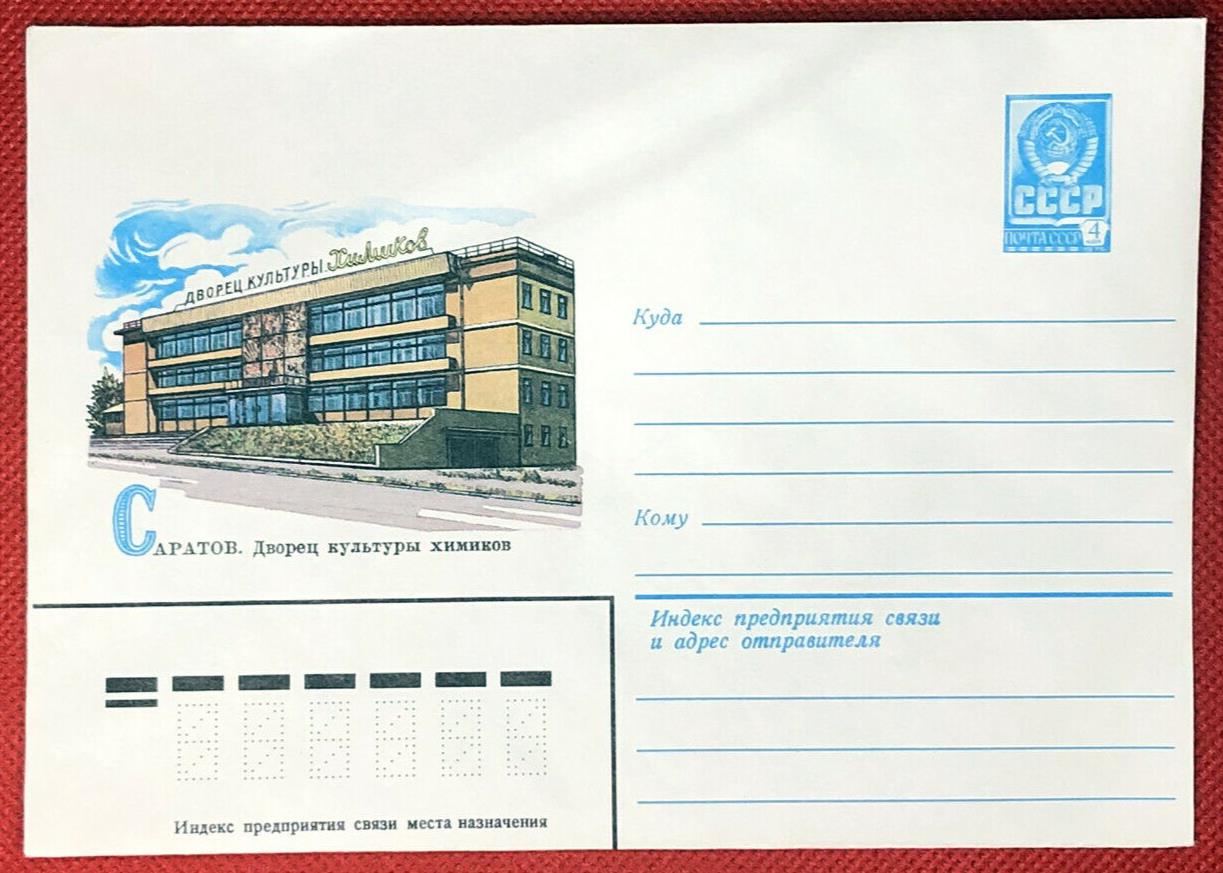 СССР
ПОЧТА СССР 4
ДВОРЕЦ КУЛЬТУРЫ Химиков
САРАТОВ. Дворец культуры химиков
Куда
Кому
Индекс предприятия связи
и адрес отправителя
Индекс предприятия связи места назначения